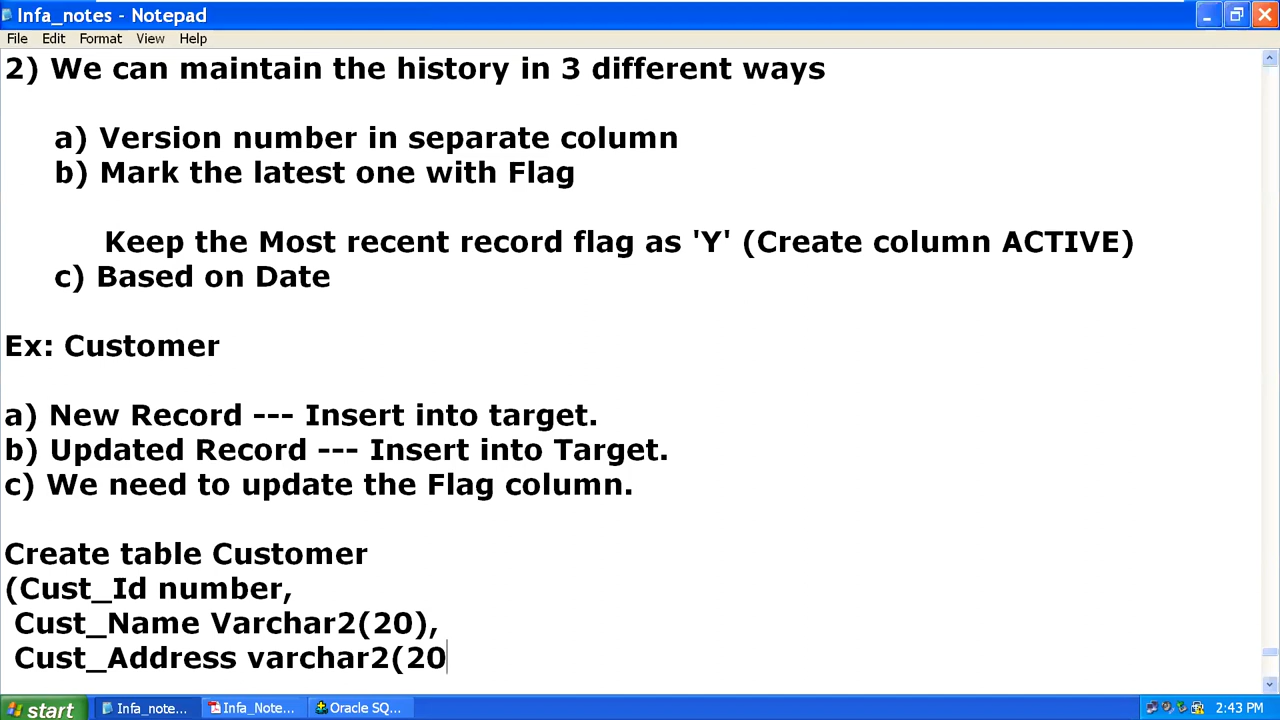 Infa_notes - Notepad
File Edit Format View Help
2) We can maintain the history in 3 different ways
a) Version number in separate column
b) Mark the latest one with Flag
Keep the Most recent record flag as 'Y' (Create column ACTIVE)
c) Based on Date
Ex: Customer
a) New Record --- Insert into target.
b) Updated Record --- Insert into Target.
c) We need to update the Flag column.
Create table Customer
(Cust_Id number,
Cust_Name Varchar2(20),
Cust_Address varchar2(20
start Infa_note... Infa_Note... Oracle SQ... 2:43 PM